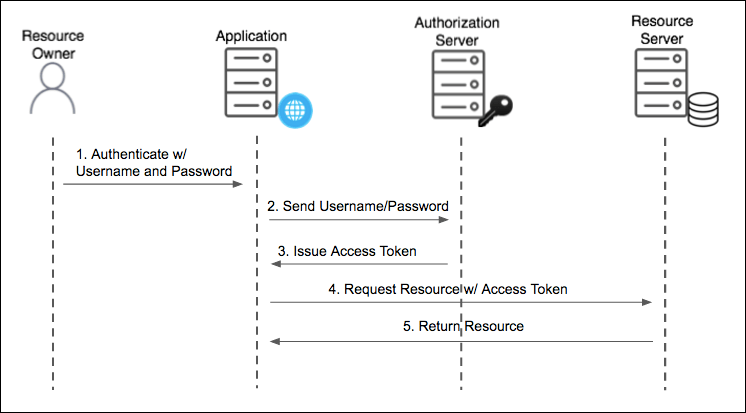 Resource
Owner
Application
Authorization
Server
Resource
Server
1. Authenticate w/
Username and Password
2. Send Username/Password
3. Issue Access Token
4. Request Resource w/ Access Token
5. Return Resource